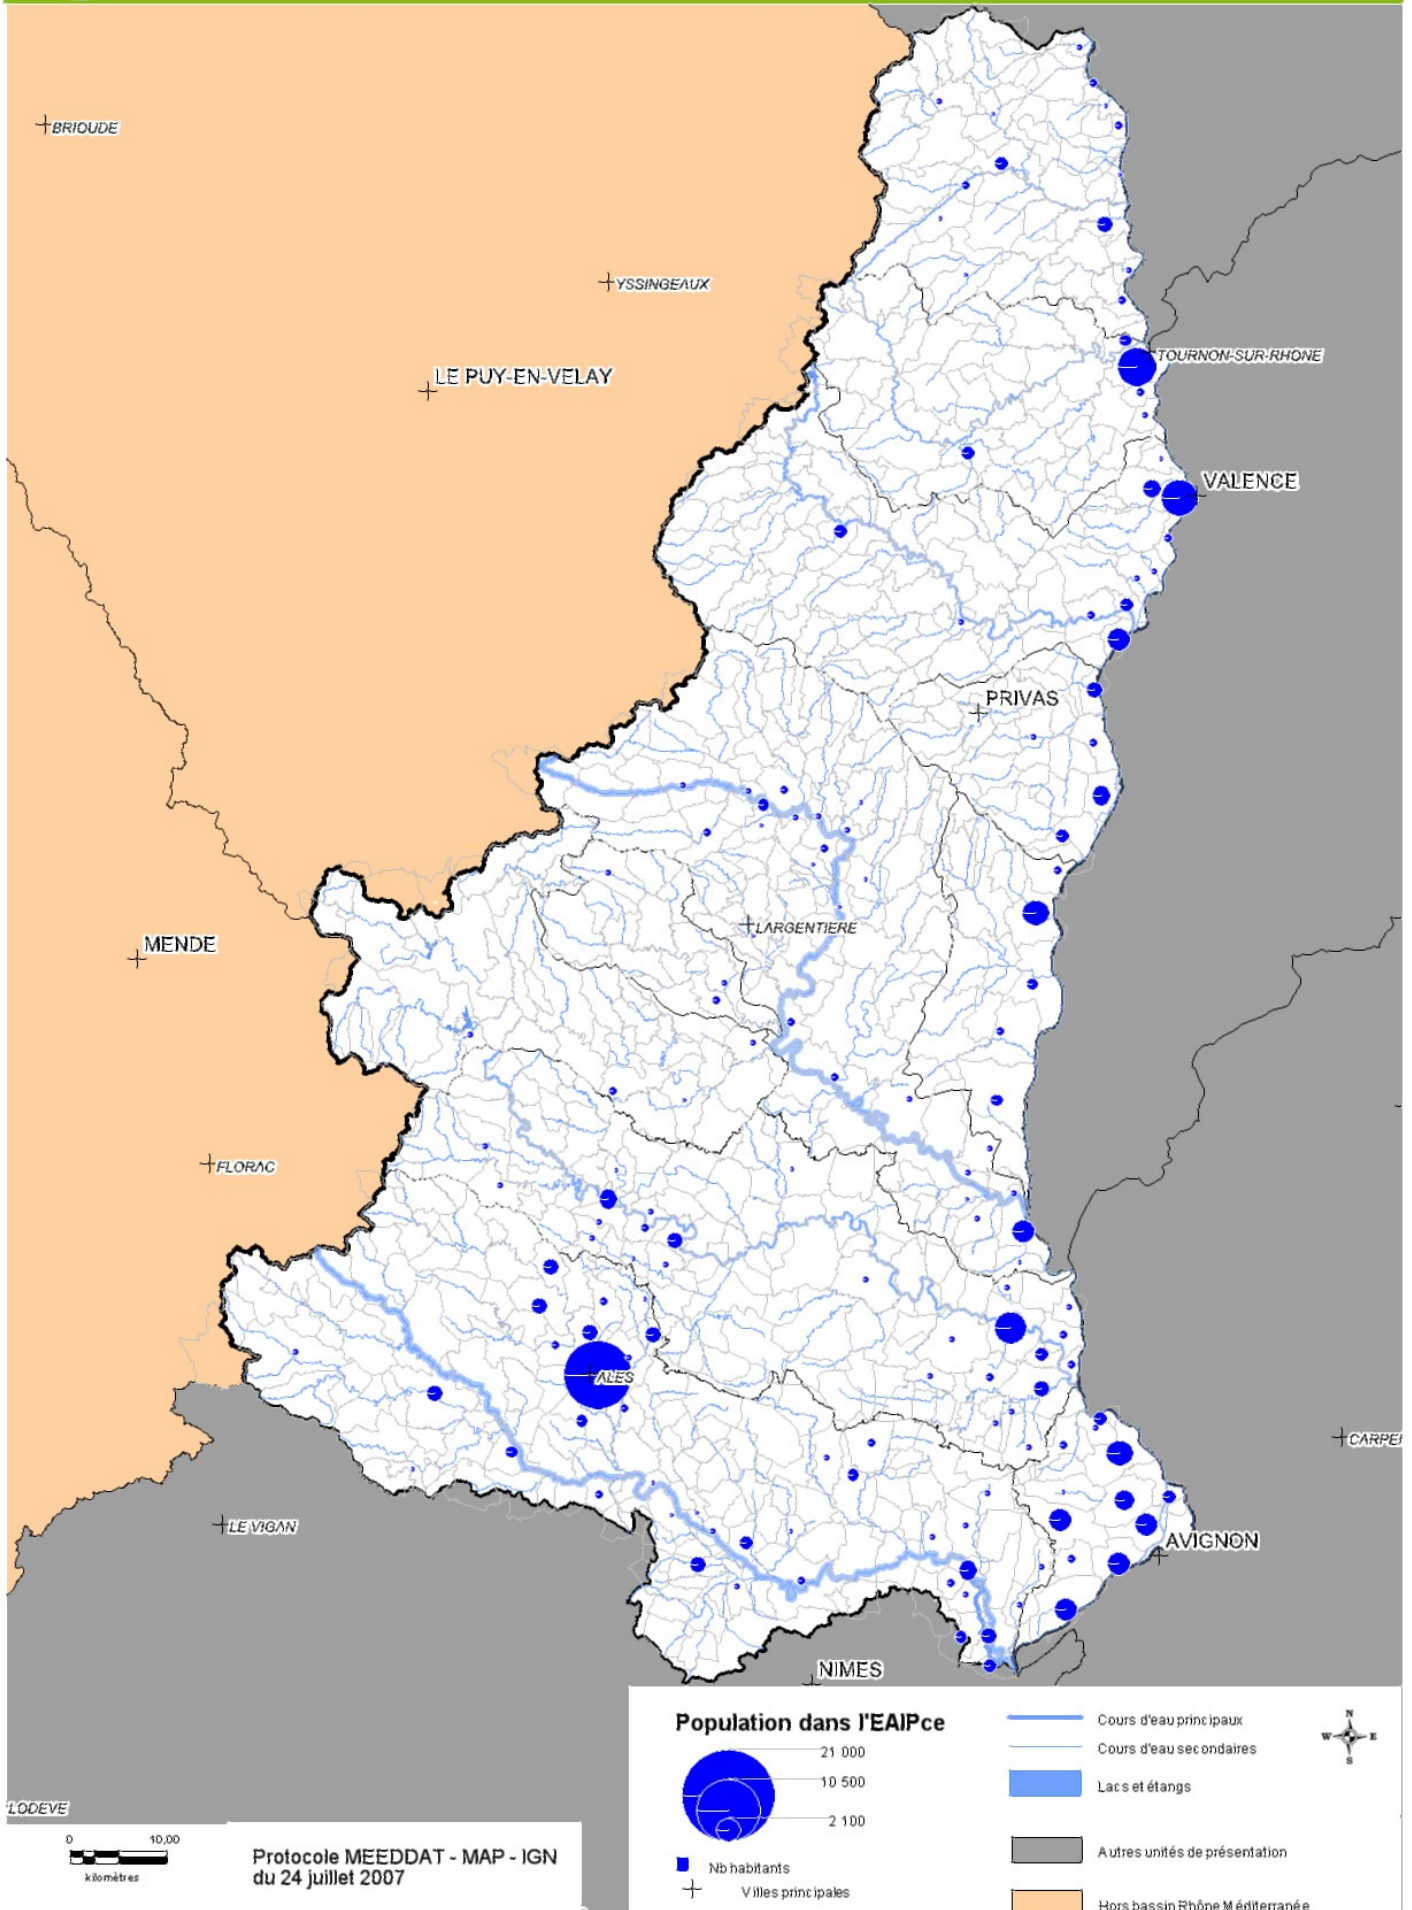 BRIOUDE
YSSINGEAUX
LE PUY-EN-VELAY
TOURNON-SUR-RHONE
VALENCE
PRIVAS
LARGENTIERE
MENDE
FLORAC
ALES
CARPE
LE VIGAN
AVIGNON
NIMES
LODEVE
0 10,00
kilomètres
Protocole MEEDDAT - MAP - IGN
du 24 juillet 2007
Population dans l'EAIPce
21 000
10 500
2 100
Nb habitants
Villes principales
Cours d'eau principaux
Cours d'eau secondaires
Lacs et étangs
Autres unités de présentation
Hors bassin Rhône Méditerranée
N
W E
S